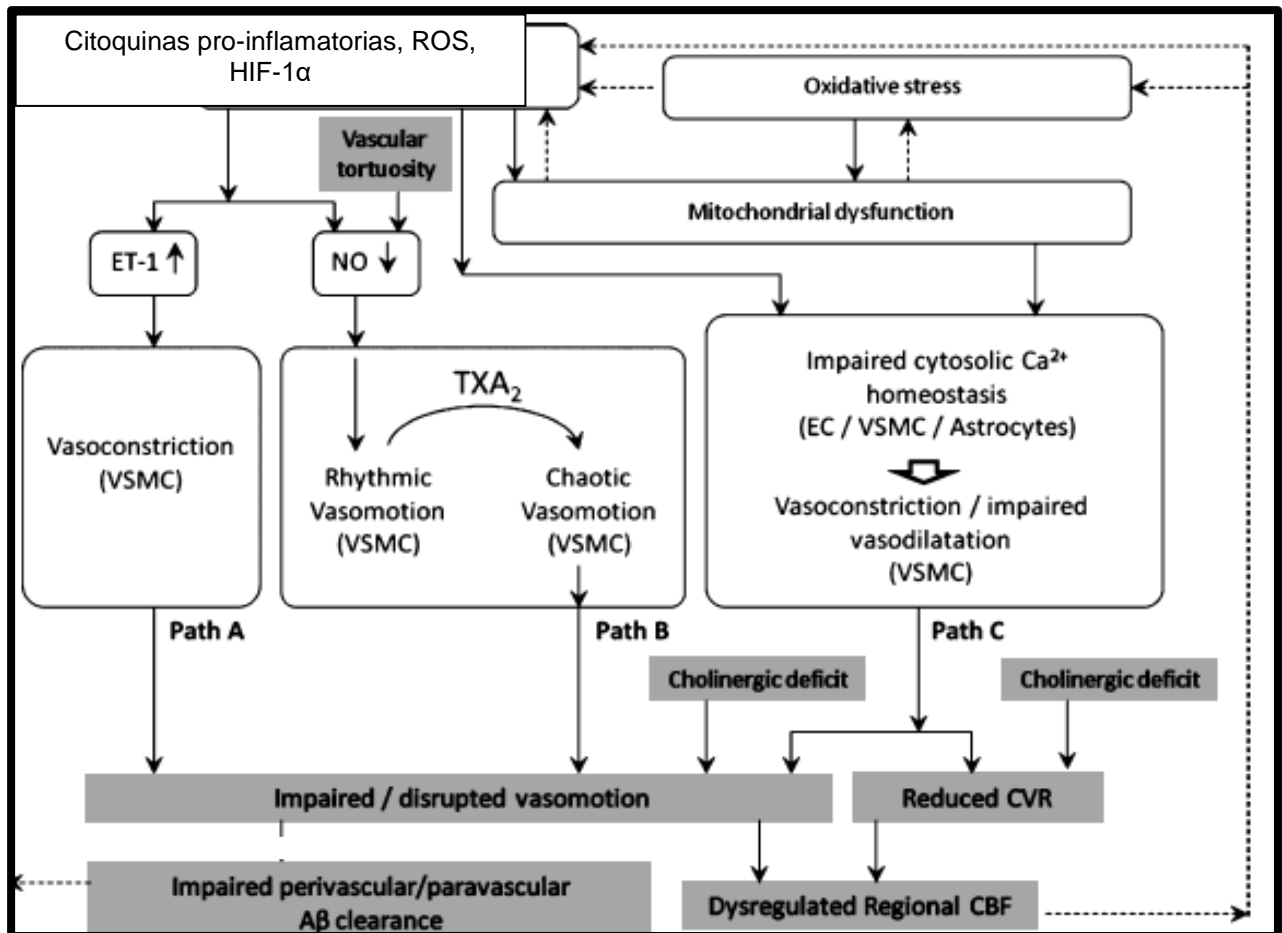 Citoquinas pro-inflamatorias, ROS,
HIF-1α
Oxidative stress
Vascular
tortuosity
Mitochondrial dysfunction
ET-1 ↑
NO ↓
Vasoconstriction
(VSMC)
TXA₂
Rhythmic
Vasomotion
(VSMC)
Chaotic
Vasomotion
(VSMC)
Impaired cytosolic Ca²⁺
homeostasis
(EC / VSMC / Astrocytes)
Vasoconstriction / impaired
vasodilatation
(VSMC)
Path A
Path B
Path C
Cholinergic deficit
Cholinergic deficit
Impaired / disrupted vasomotion
Reduced CVR
Impaired perivascular/paravascular
Aβ clearance
Dysregulated Regional CBF